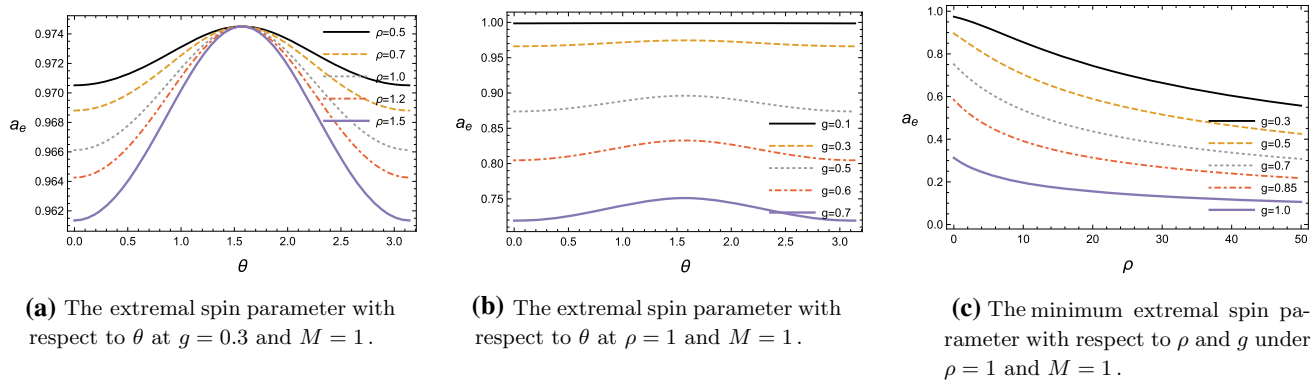 0.974
0.972
0.970
0.968
0.966
0.964
0.962
a_e
0.0 0.5 1.0 1.5 2.0 2.5 3.0
θ
ρ=0.5
ρ=0.7
ρ=1.0
ρ=1.2
ρ=1.5
(a) The extremal spin parameter with
respect to θ at g = 0.3 and M = 1.
1.00
0.95
0.90
0.85
0.80
0.75
a_e
0.0 0.5 1.0 1.5 2.0 2.5 3.0
θ
g=0.1
g=0.3
g=0.5
g=0.6
g=0.7
(b) The extremal spin parameter with
respect to θ at ρ = 1 and M = 1.
1.0
0.8
0.6
0.4
0.2
0.0
a_e
0 10 20 30 40 50
ρ
g=0.3
g=0.5
g=0.7
g=0.85
g=1.0
(c) The minimum extremal spin pa-
rameter with respect to ρ and g under
ρ = 1 and M = 1.